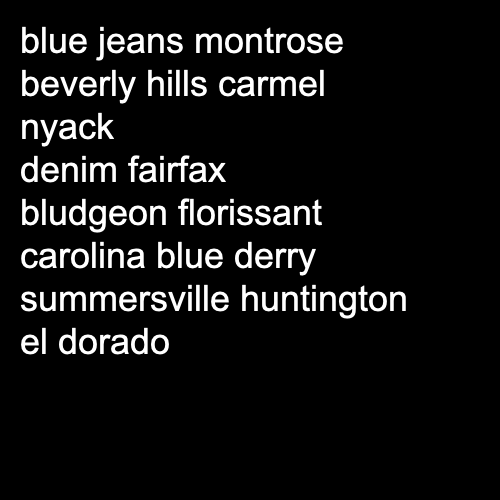 blue jeans montrose
beverly hills carmel
nyack
denim fairfax
bludgeon florissant
carolina blue derry
summersville huntington
el dorado